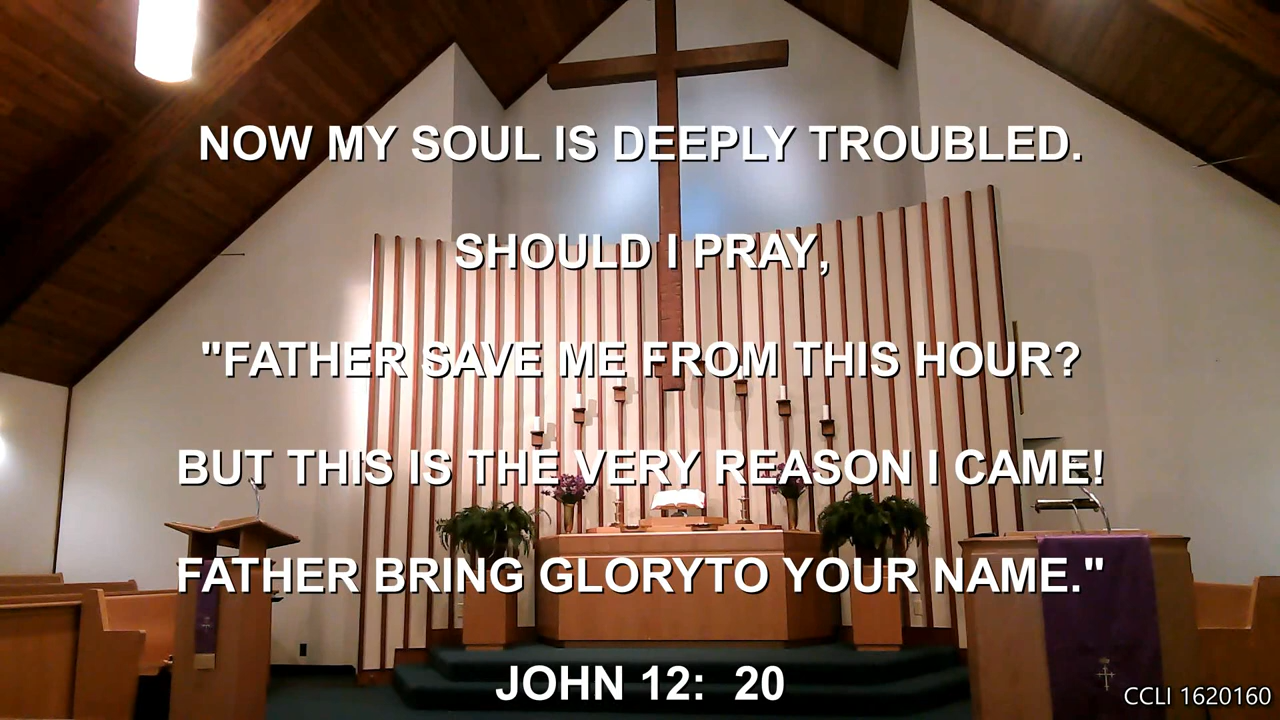 NOW MY SOUL IS DEEPLY TROUBLED.
SHOULD I PRAY,
"FATHER SAVE ME FROM THIS HOUR?
BUT THIS IS THE VERY REASON I CAME!
FATHER BRING GLORYTO YOUR NAME."
JOHN 12:  20
CCLI 1620160